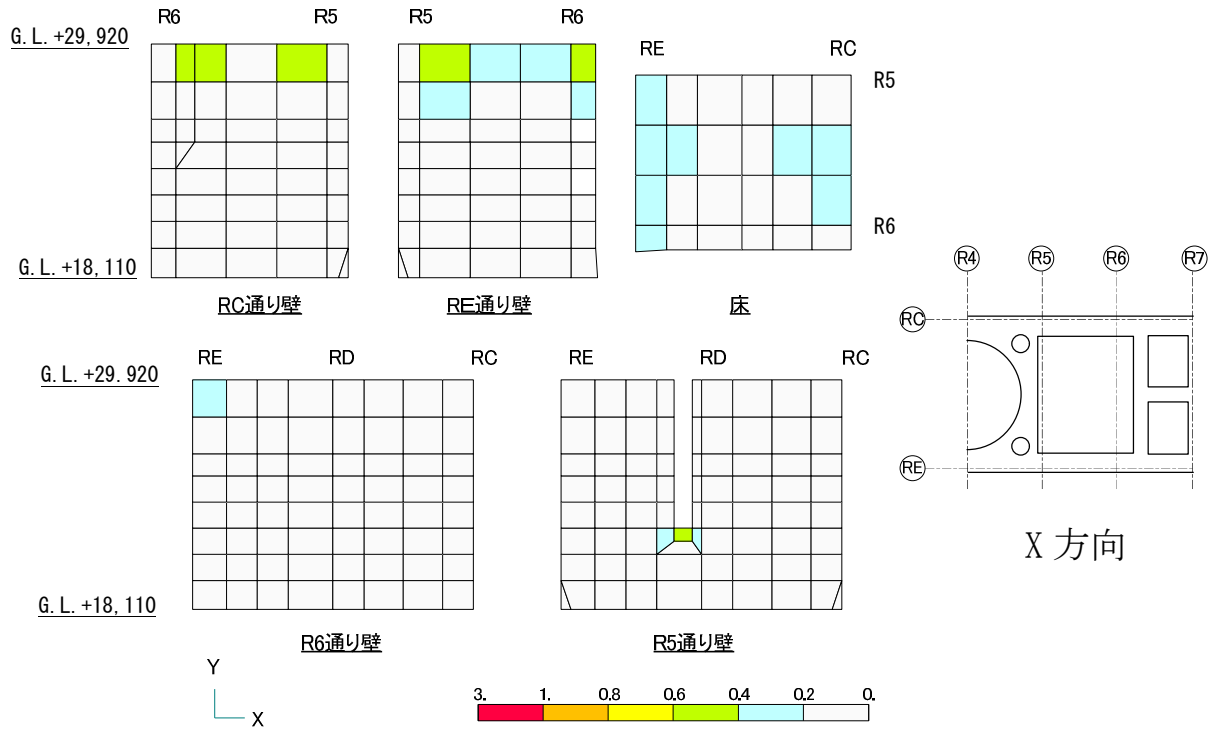 R6 R5 R5 R6
G.L.+29,920
RE RC
R5
R6
G.L.+18,110
RC通り壁 RE通り壁 床
R4 R5 R6 R7
RC
RE
X 方向
RE RD RC RE RD RC
G.L.+29.920
G.L.+18,110
R6通り壁 R5通り壁
Y
X
3. 1. 0.8 0.6 0.4 0.2 0.